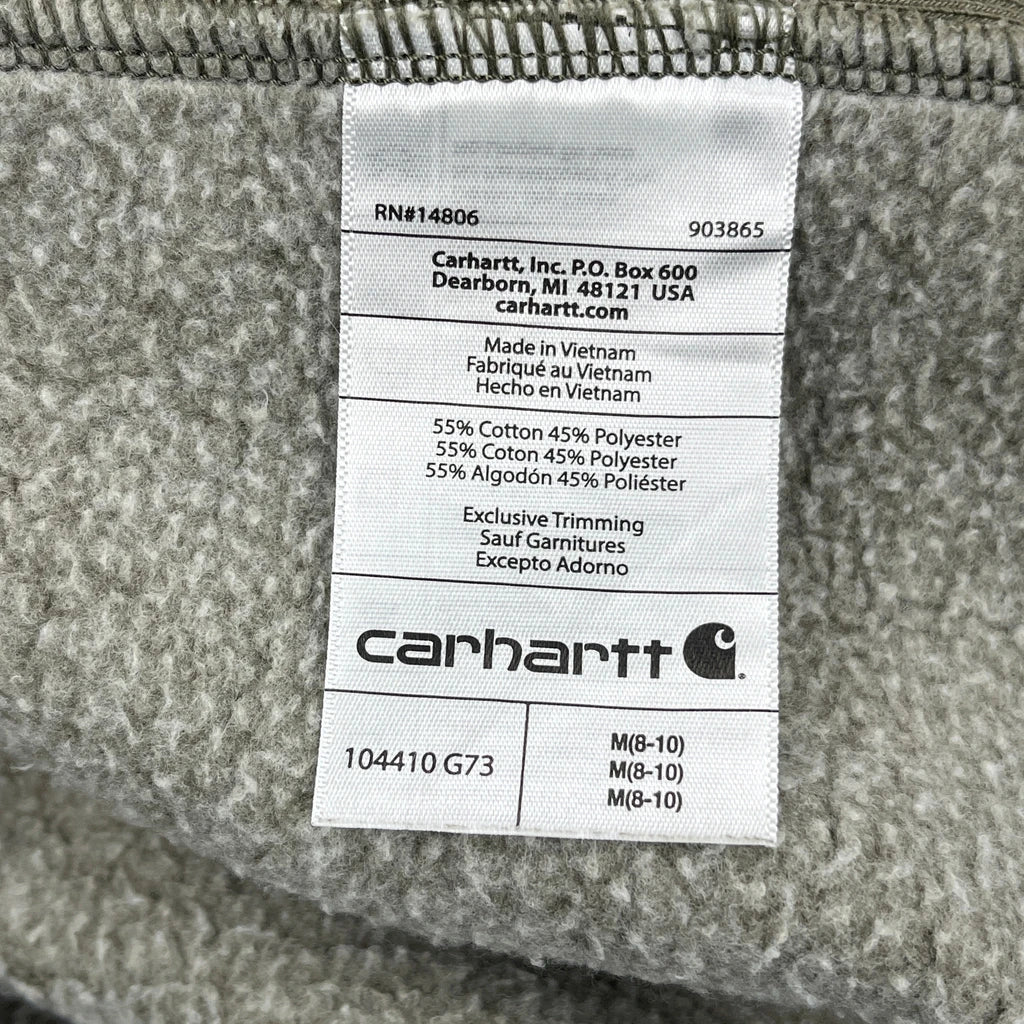 RN#14806 903865
Carhartt, Inc. P.O. Box 600
Dearborn, MI 48121 USA
carhartt.com
Made in Vietnam
Fabriqué au Vietnam
Hecho en Vietnam
55% Cotton 45% Polyester
55% Coton 45% Polyester
55% Algodón 45% Poliéster
Exclusive Trimming
Sauf Garnitures
Excepto Adorno
carhartt
104410 G73
M(8-10)
M(8-10)
M(8-10)